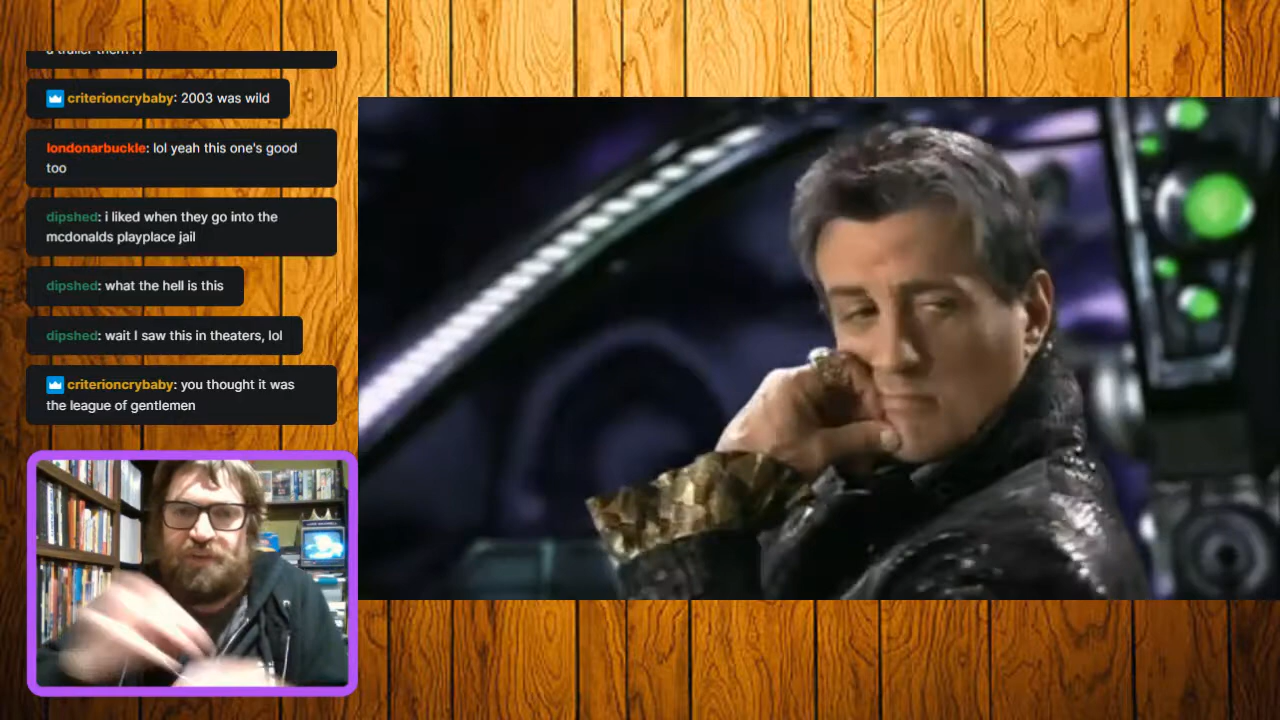 criterioncrybaby: 2003 was wild
londonarbuckle: lol yeah this one's good
too
dipshed: i liked when they go into the
mcdonalds playplace jail
dipshed: what the hell is this
dipshed: wait I saw this in theaters, lol
criterioncrybaby: you thought it was
the league of gentlemen